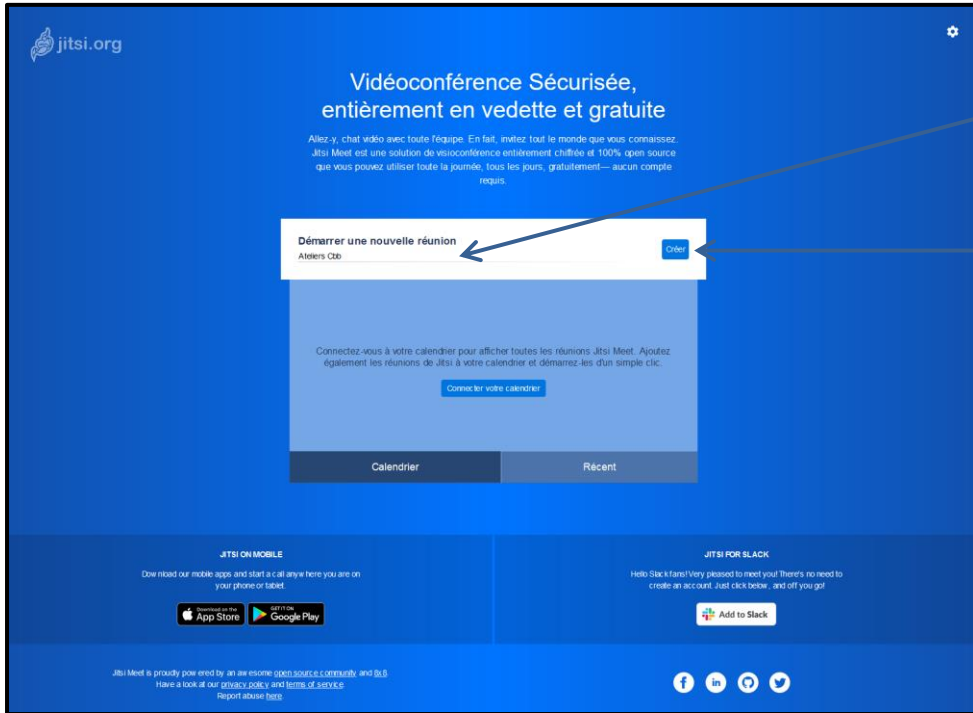 jitsi.org
Vidéoconférence Sécurisée,
entièrement en vedette et gratuite
Allez-y, chat vidéo avec toute l'équipe. En fait, invitez tout le monde que vous connaissez.
Jitsi Meet est une solution de visioconférence entièrement chiffrée et 100% open source
que vous pouvez utiliser toute la journée, tous les jours, gratuitement— aucun compte
requis.
Démarrer une nouvelle réunion
Ateliers Cbb
Créer
Connectez-vous à votre calendrier pour afficher toutes les réunions Jitsi Meet. Ajoutez
également les réunions de Jitsi à votre calendrier et démarrez-les d'un simple clic.
Connecter votre calendrier
Calendrier
Récent
JITSI ON MOBILE
Download our mobile apps and start a call anywhere you are on
your phone or tablet.
Download on the
App Store
GET IT ON
Google Play
JITSI FOR SLACK
Hello Slack fans! Very pleased to meet you! There's no need to
create an account. Just click below, and off you go!
Add to Slack
Jitsi Meet is proudly powered by an awesome open source community and 8x8.
Have a look at our privacy policy and terms of service.
Report abuse here.